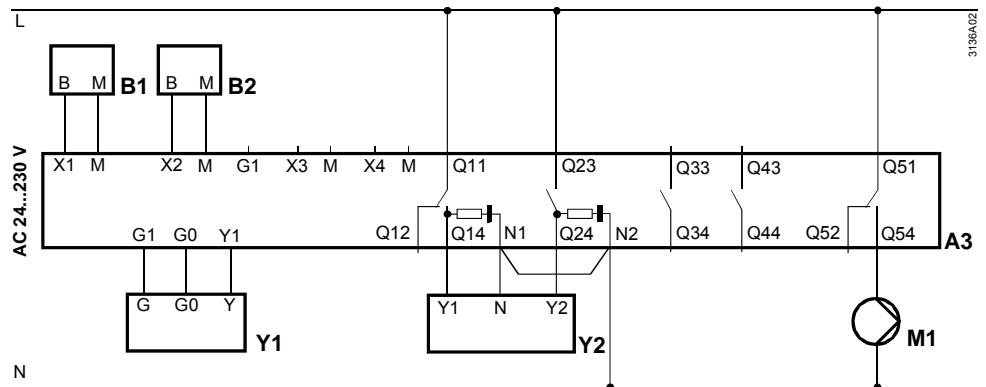 L
3136A02
B M B1 B M B2
AC 24...230 V
X1 M X2 M G1 X3 M X4 M Q11 Q23 Q33 Q43 Q51
G1 G0 Y1 Q12 Q14 N1 Q24 N2 Q34 Q44 Q52 Q54 A3
G G0 Y Y1 Y1 N Y2 Y2 M1
N